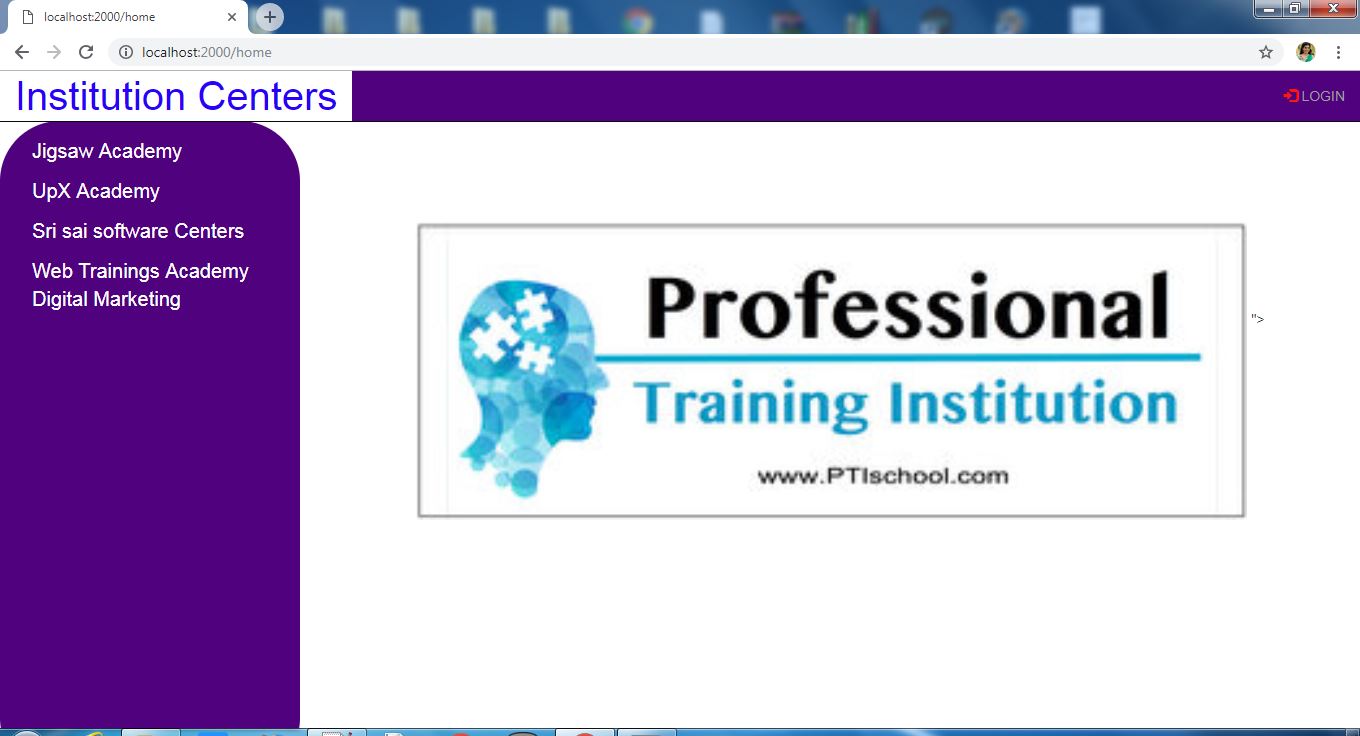 localhost:2000/home
localhost:2000/home
Institution Centers
LOGIN
Jigsaw Academy
UpX Academy
Sri sai software Centers
Web Trainings Academy
Digital Marketing
Professional
Training Institution
www.PTIschool.com
">